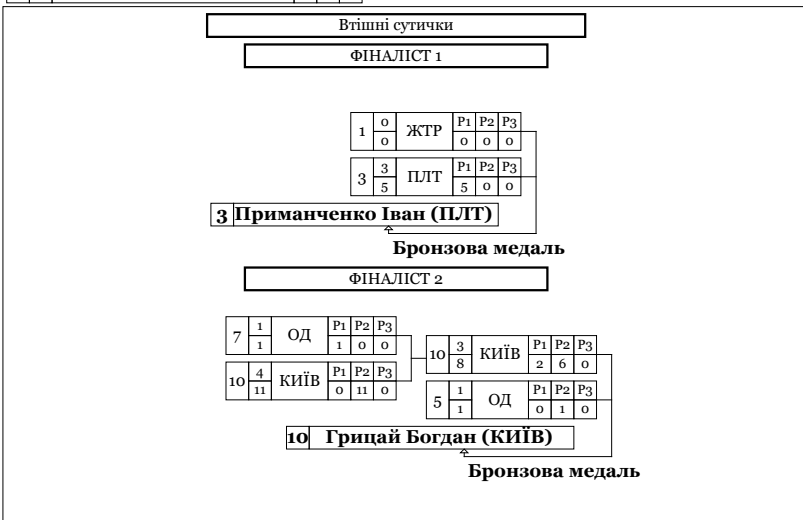 Втішні сутички
ФІНАЛІСТ 1
1 0 ЖТР P1 P2 P3
0 0 0 0
3 3 ПЛТ P1 P2 P3
5 5 0 0
3 Приманченко Іван (ПЛТ)
Бронзова медаль
ФІНАЛІСТ 2
7 1 ОД P1 P2 P3
1 1 0 0
10 4 КИЇВ P1 P2 P3
11 0 11 0
10 3 КИЇВ P1 P2 P3
8 2 6 0
5 1 ОД P1 P2 P3
1 0 1 0
10 Грицай Богдан (КИЇВ)
Бронзова медаль